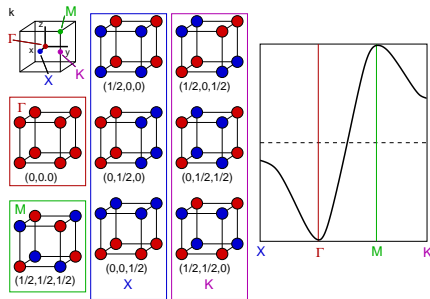 k
M
z
Γ
x
y
K
X
(1/2,0,0)
(1/2,0,1/2)
Γ
(0,0.0)
(0,1/2,0)
(0,1/2,1/2)
M
(1/2,1/2,1/2)
(0,0,1/2)
(1/2,1/2,0)
X
K
X
Γ
M
K